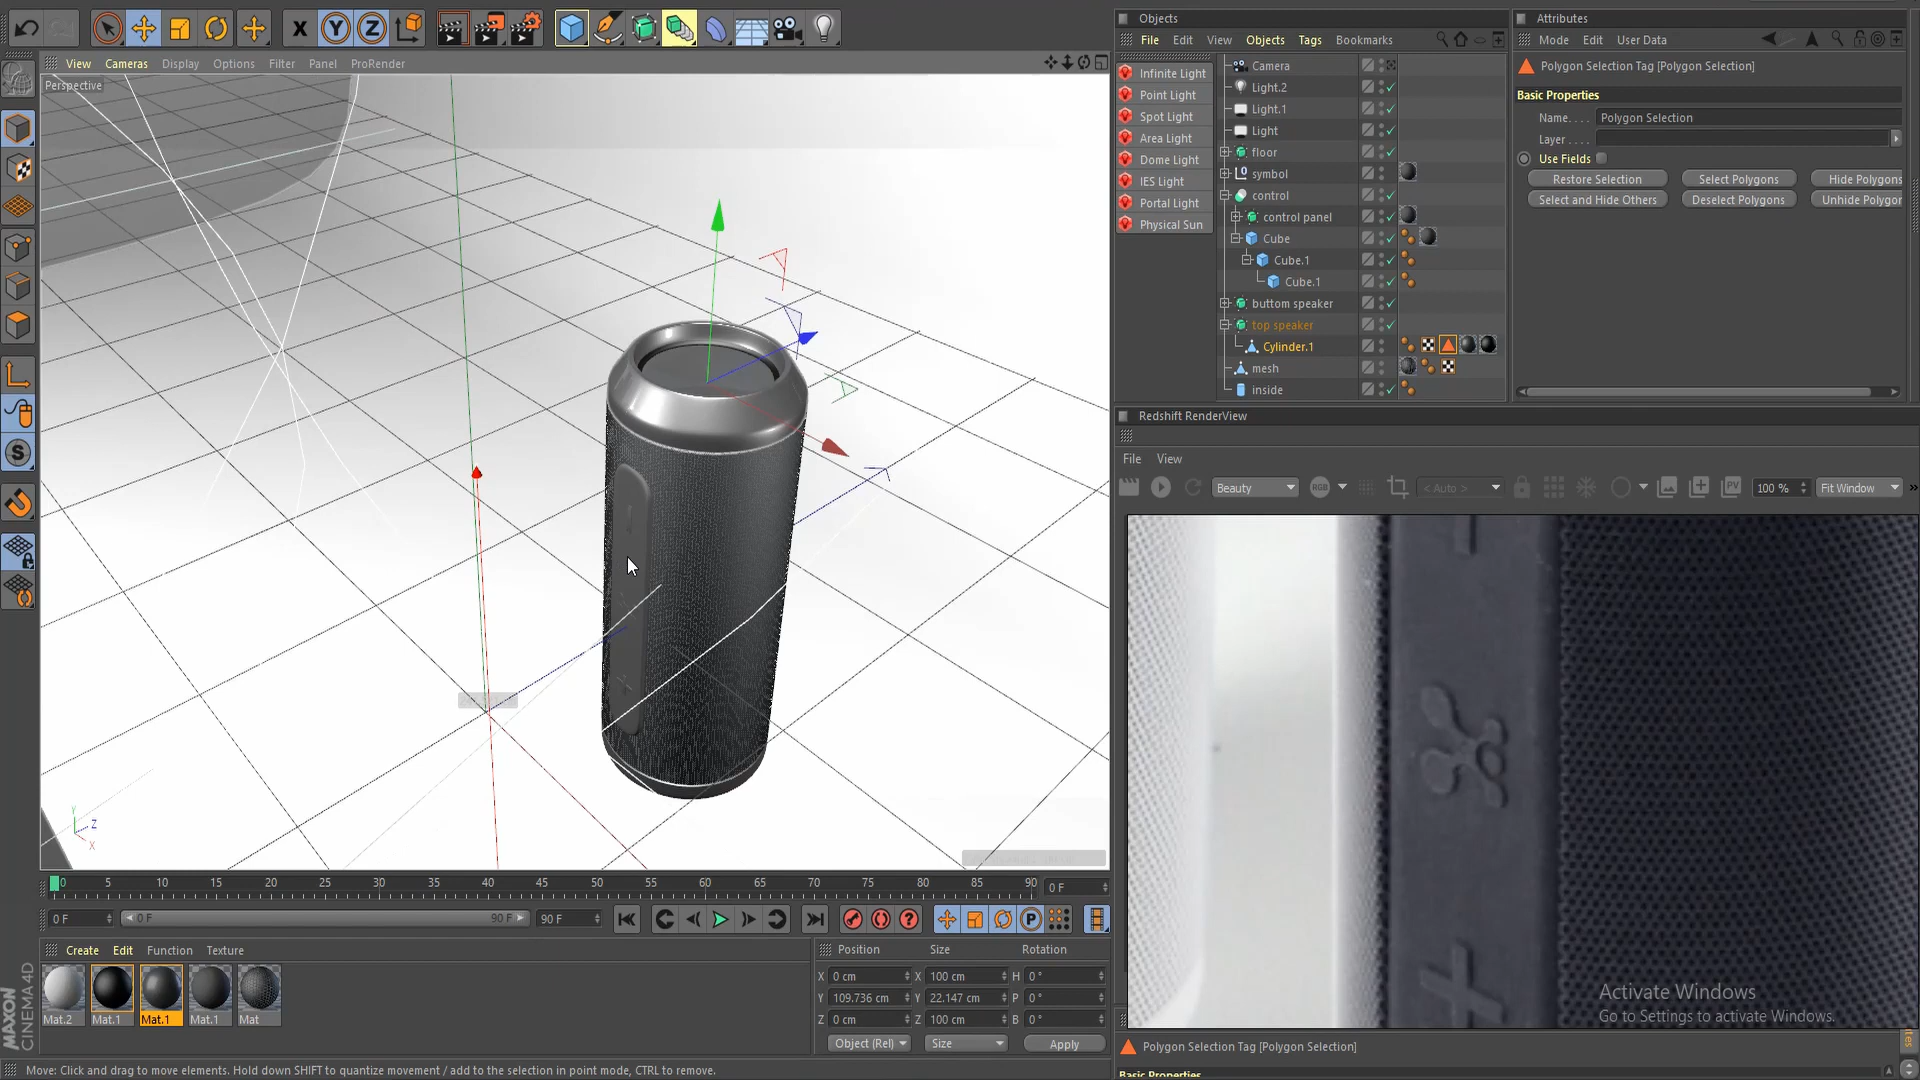 X
Y
Z
View
Cameras
Display
Options
Filter
Panel
ProRender
Perspective
Y
Z
X
0
5
10
15
20
25
30
35
40
45
50
55
60
65
70
75
80
85
90
0 F
0 F
0 F
90 F
90 F
P
Create
Edit
Function
Texture
Mat.2
Mat.1
Mat.1
Mat.1
Mat
MAXON
CINEMA 4D
Position
Size
Rotation
X 0 cm X 100 cm H 0 °
Y 109.736 cm Y 22.147 cm P 0 °
Z 0 cm Z 100 cm B 0 °
Object (Rel)
Size
Apply
Move: Click and drag to move elements. Hold down SHIFT to quantize movement / add to the selection in point mode, CTRL to remove.
Objects
File
Edit
View
Objects
Tags
Bookmarks
Infinite Light
Point Light
Spot Light
Area Light
Dome Light
IES Light
Portal Light
Physical Sun
Camera
Light.2
Light.1
Light
floor
symbol
control
control panel
Cube
Cube.1
Cube.1
buttom speaker
top speaker
Cylinder.1
mesh
inside
Attributes
Mode
Edit
User Data
Polygon Selection Tag [Polygon Selection]
Basic Properties
Name. . . . Polygon Selection
Layer . . . .
Use Fields
Restore Selection
Select Polygons
Hide Polygons
Select and Hide Others
Deselect Polygons
Unhide Polygor
Redshift RenderView
File
View
Beauty
RGB
< Auto >
PV
100 %
Fit Window
»
Activate Windows
Go to Settings to activate Windows.
Polygon Selection Tag [Polygon Selection]
Basic Properties